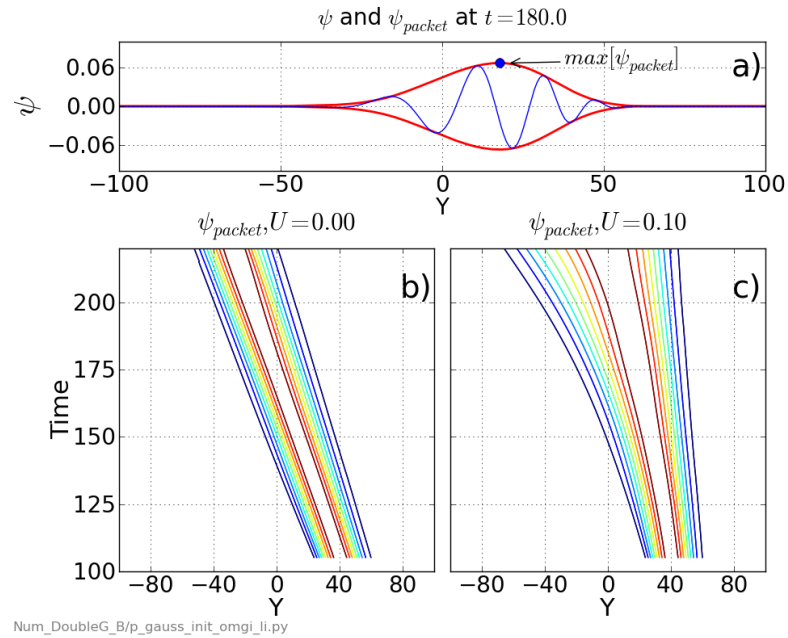 ψ and ψ_packet at t=180.0
0.06
0.00
−0.06
ψ
max[ψ_packet]
a)
−100
−50
0
50
100
Y
ψ_packet, U=0.00
ψ_packet, U=0.10
200
175
150
125
100
Time
b)
c)
−80
−40
0
40
80
Y
−80
−40
0
40
80
Y
Num_DoubleG_B/p_gauss_init_omgi_li.py